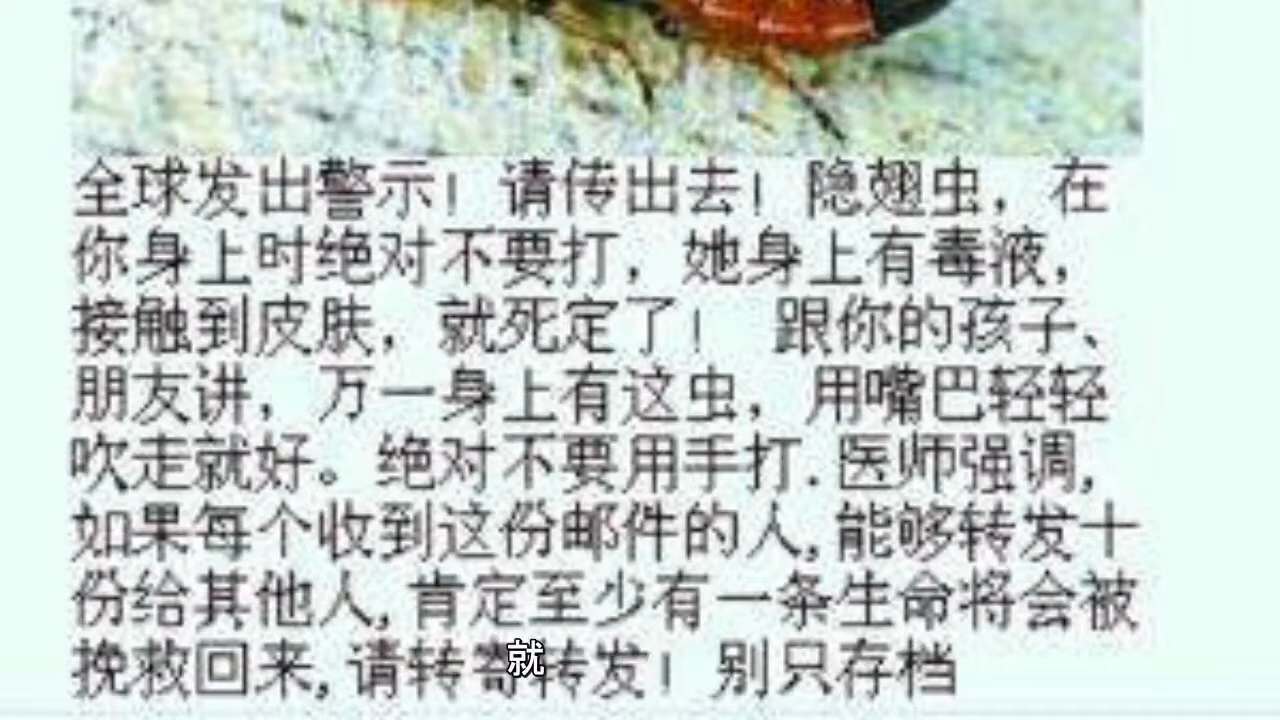 全球发出警示！请传出去！隐翅虫，在
你身上时绝对不要打，她身上有毒液，
接触到皮肤，就死定了！ 跟你的孩子、
朋友讲，万一身上有这虫，用嘴巴轻轻
吹走就好。绝对不要用手打.医师强调,
如果每个收到这份邮件的人,能够转发十
份给其他人,肯定至少有一条生命将会被
挽救回来,请转寄转发！别只存档
就